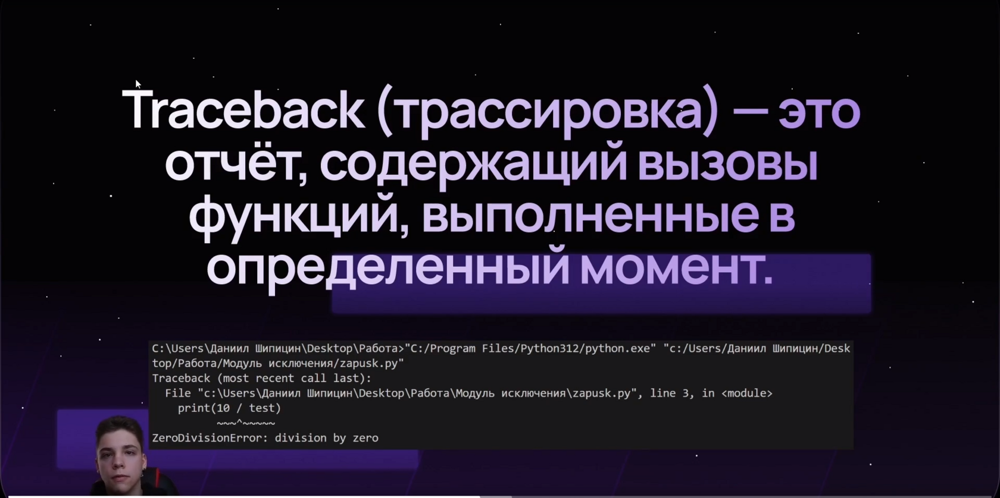 Traceback (трассировка) — это
отчёт, содержащий вызовы
функций, выполненные в
определенный момент.
C:\Users\Даниил Шипицин\Desktop\Работа>"C:/Program Files/Python312/python.exe" "c:/Users/Даниил Шипицин/Desk
top/Работа/Модуль исключения/zapusk.py"
Traceback (most recent call last):
  File "c:\Users\Даниил Шипицин\Desktop\Работа\Модуль исключения\zapusk.py", line 3, in <module>
    print(10 / test)
          ~~~^~~~~~
ZeroDivisionError: division by zero